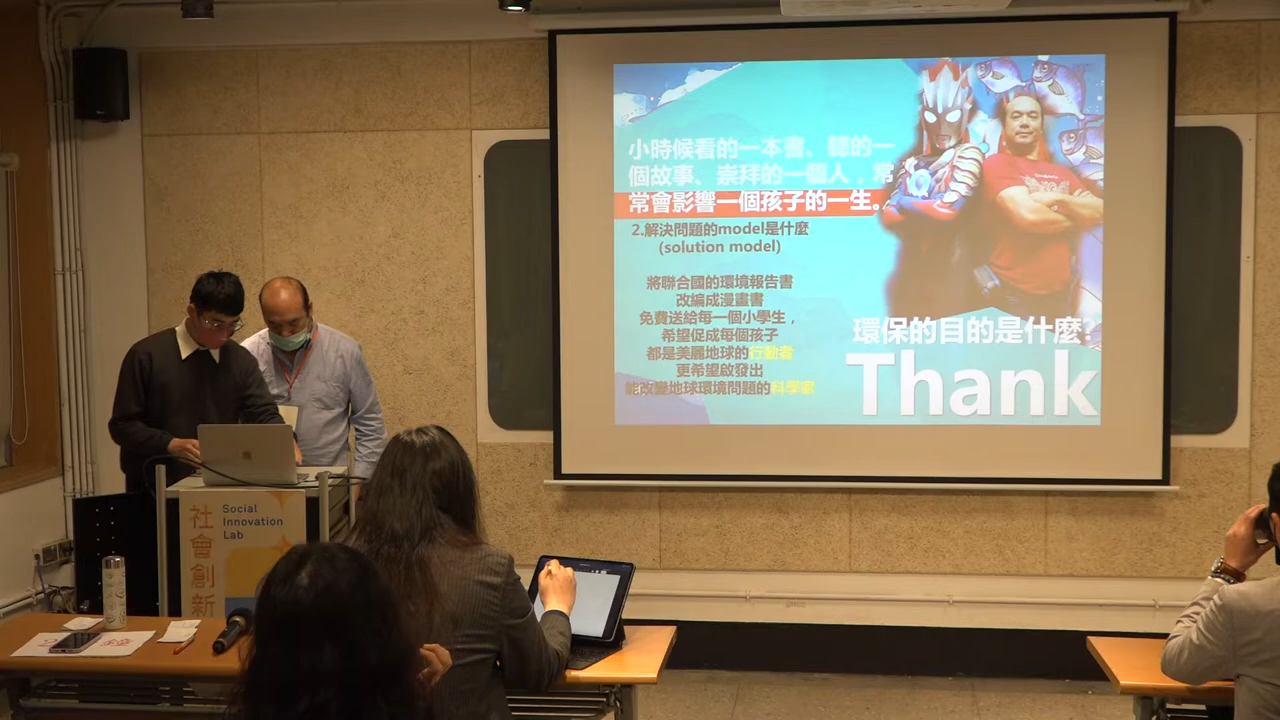 小時候看的一本書、聽的一
個故事、崇拜的一個人，常
常會影響一個孩子的一生。
2.解決問題的model是什麼
(solution model)
將聯合國的環境報告書
改編成漫畫書
免費送給每一個小學生，
希望促成每個孩子
都是美麗地球的行動者
更希望啟發出
能改變地球環境問題的科學家
環保的目的是什麼?
Thank
社會創新
Social
Innovation
Lab